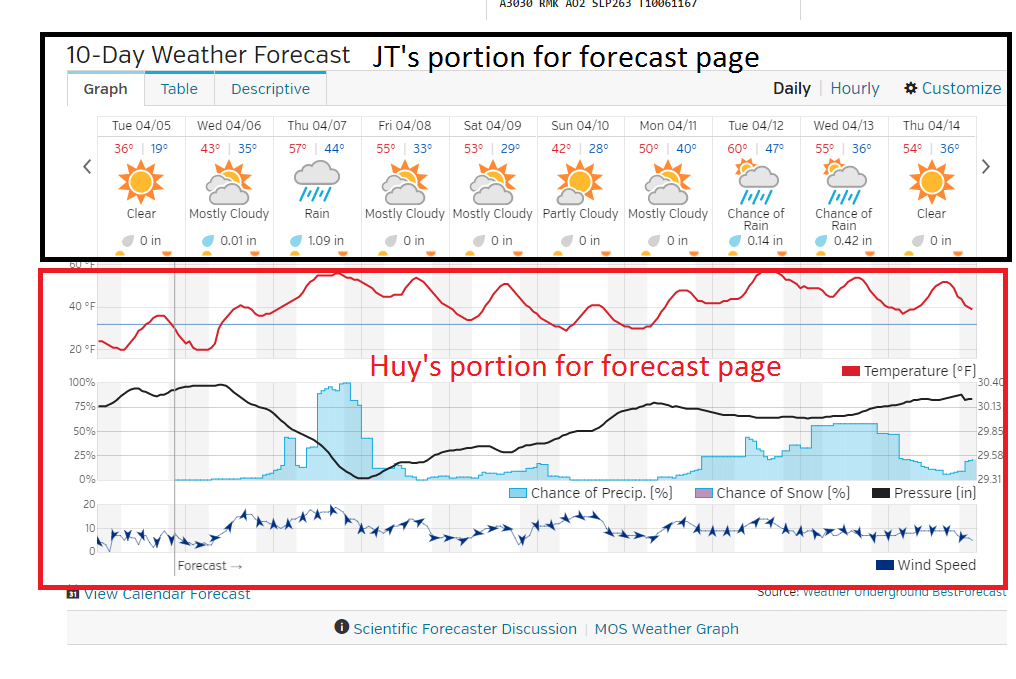 A3030 RMK AO2 SLP263 T10061167
10-Day Weather Forecast JT's portion for forecast page
Graph Table Descriptive Daily | Hourly Customize
Tue 04/05 Wed 04/06 Thu 04/07 Fri 04/08 Sat 04/09 Sun 04/10 Mon 04/11 Tue 04/12 Wed 04/13 Thu 04/14
36° | 19° 43° | 35° 57° | 44° 55° | 33° 53° | 29° 42° | 28° 50° | 40° 60° | 47° 55° | 36° 54° | 36°
Clear Mostly Cloudy Rain Mostly Cloudy Mostly Cloudy Partly Cloudy Mostly Cloudy Chance of Rain Chance of Rain Clear
0 in 0.01 in 1.09 in 0 in 0 in 0 in 0 in 0.14 in 0.42 in 0 in
60 °F
40 °F
20 °F
Huy's portion for forecast page
Temperature (°F)
100% 30.40
75% 30.13
50% 29.85
25% 29.58
0% 29.31
Chance of Precip. (%) Chance of Snow (%) Pressure (in)
20
10
0
Forecast →
Wind Speed
31 View Calendar Forecast Source: Weather Underground BestForecast
Scientific Forecaster Discussion | MOS Weather Graph